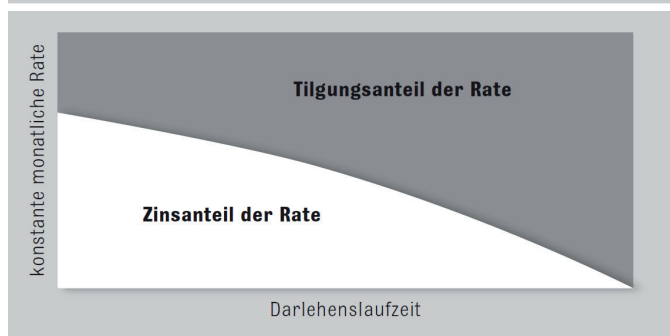 Tilgungsanteil der Rate
konstante monatliche Rate
Zinsanteil der Rate
Darlehenslaufzeit